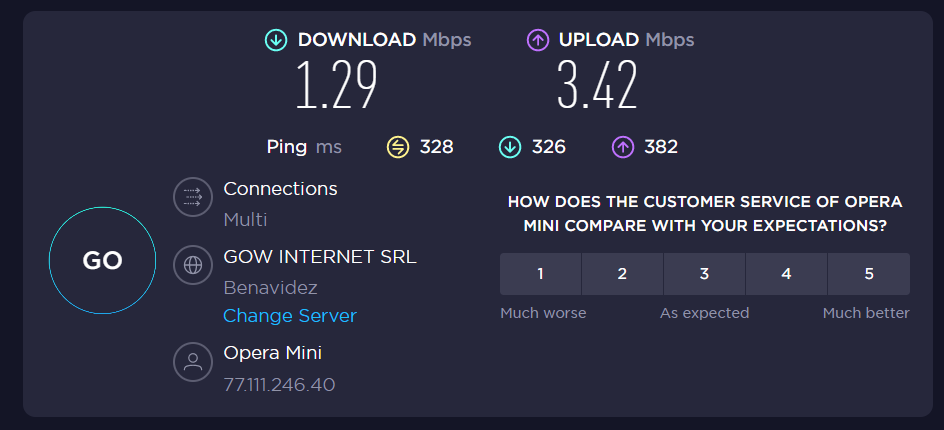 DOWNLOAD Mbps
1.29
UPLOAD Mbps
3.42
Ping ms 328 326 382
GO
Connections
Multi
GOW INTERNET SRL
Benavidez
Change Server
Opera Mini
77.111.246.40
HOW DOES THE CUSTOMER SERVICE OF OPERA
MINI COMPARE WITH YOUR EXPECTATIONS?
1 2 3 4 5
Much worse As expected Much better